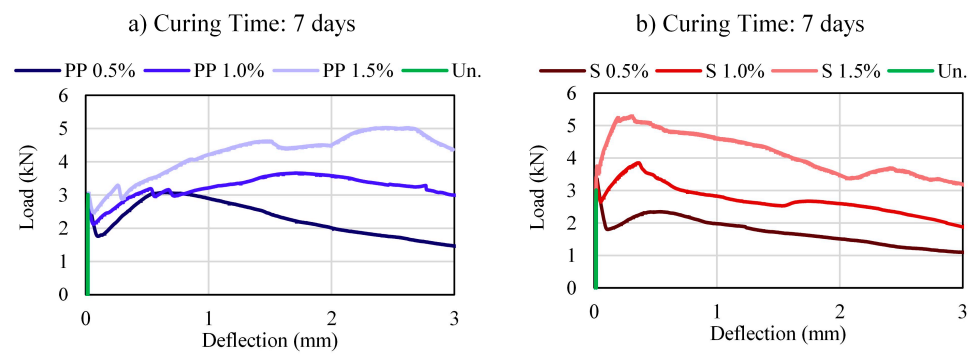 a) Curing Time: 7 days
PP 0.5% PP 1.0% PP 1.5% Un.
6
5
4
3
2
1
0
Load (kN)
0 1 2 3
Deflection (mm)
b) Curing Time: 7 days
S 0.5% S 1.0% S 1.5% Un.
6
5
4
3
2
1
0
Load (kN)
0 1 2 3
Deflection (mm)